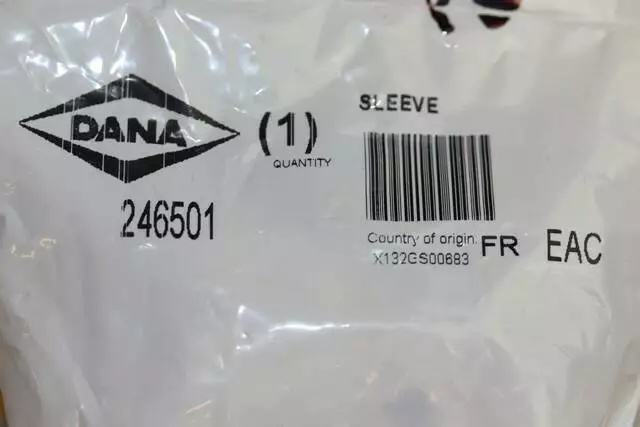 DANA
(1)
QUANTITY
246501
SLEEVE
Country of origin FR
X132GS00683
EAC